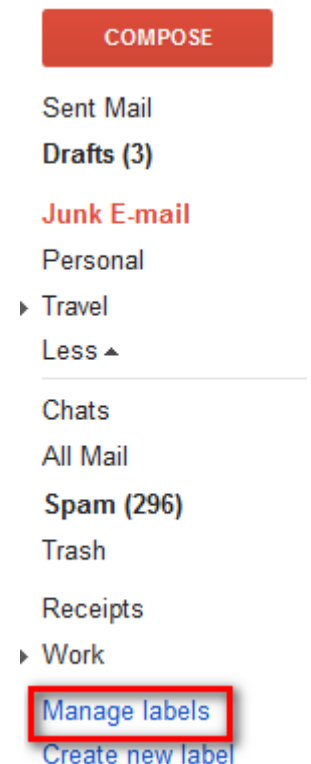 COMPOSE
Sent Mail
Drafts (3)
Junk E-mail
Personal
Travel
Less
Chats
All Mail
Spam (296)
Trash
Receipts
Work
Manage labels
Create new label